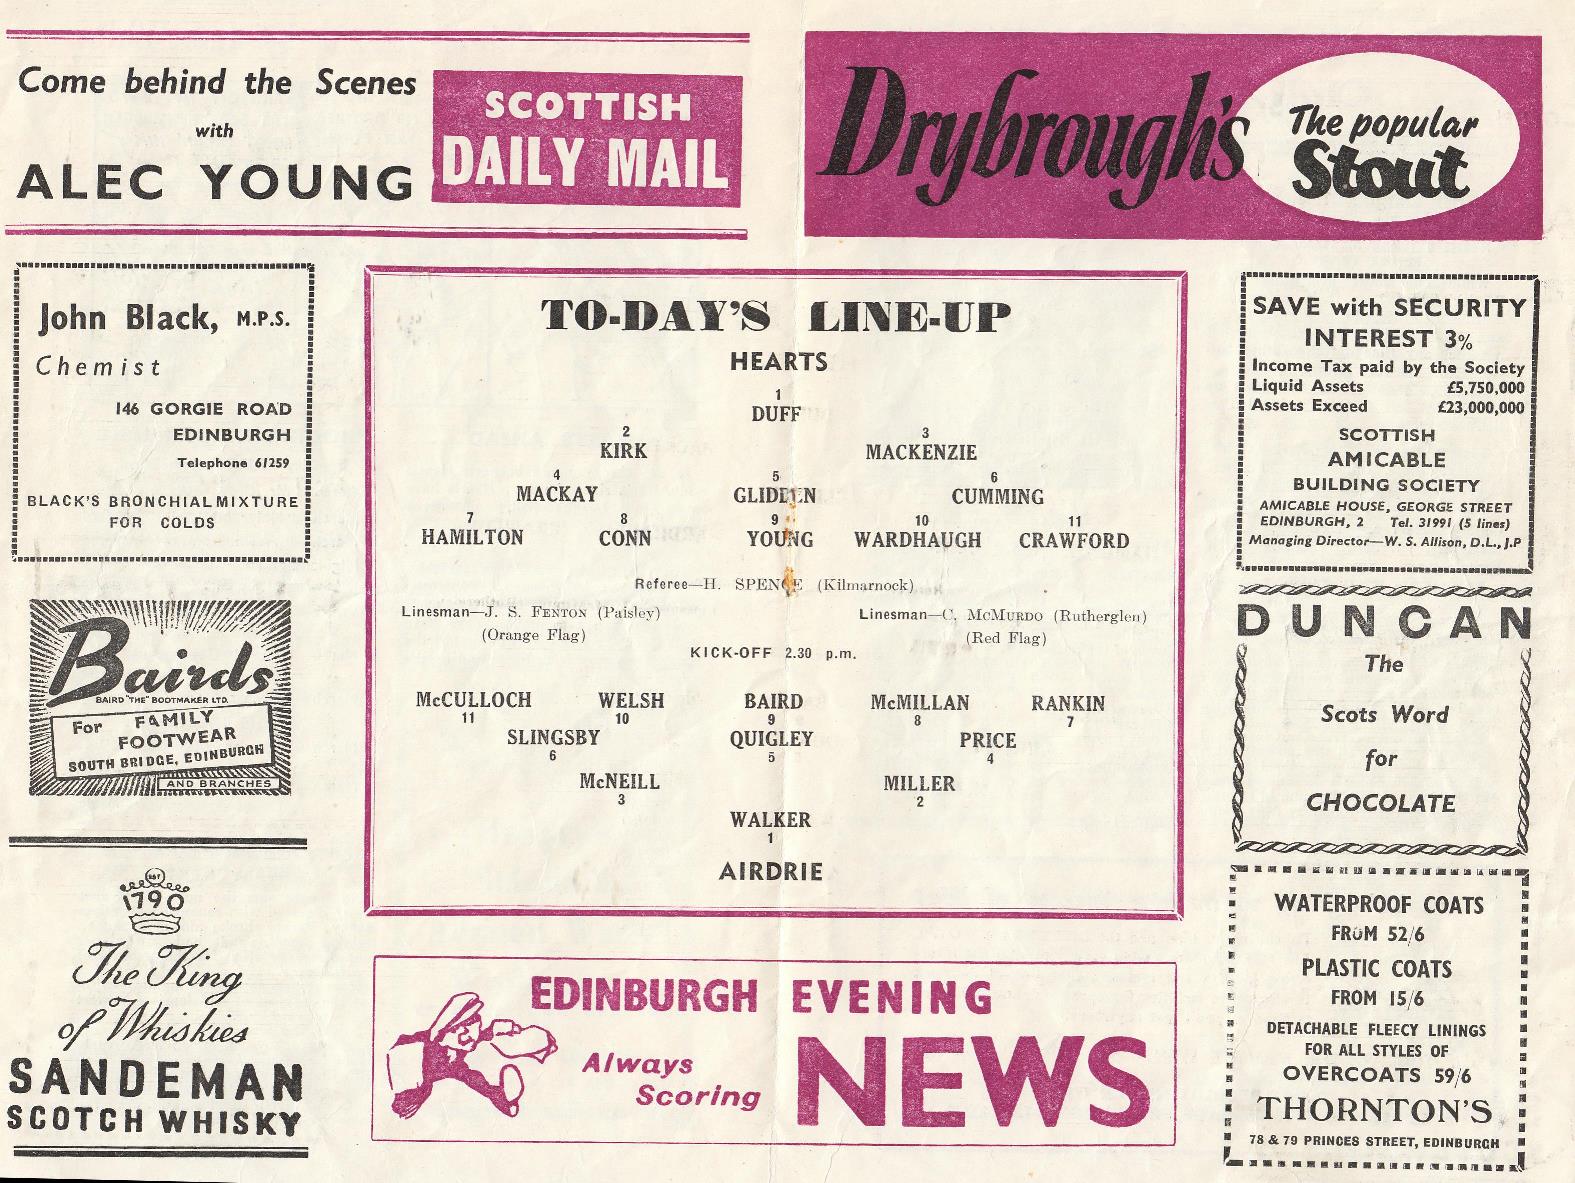 Come behind the Scenes
with
ALEC YOUNG
SCOTTISH
DAILY MAIL
Drybrough's
The popular
Stout
John Black, M.P.S.
Chemist
146 GORGIE ROAD
EDINBURGH
Telephone 61259
BLACK'S BRONCHIAL MIXTURE
FOR COLDS
Bairds
BAIRD "THE" BOOTMAKER LTD.
For FAMILY
FOOTWEAR
SOUTH BRIDGE, EDINBURGH
AND BRANCHES
EST
1790
The King
of Whiskies
SANDEMAN
SCOTCH WHISKY
TO-DAY'S LINE-UP
HEARTS
1
DUFF
2 3
KIRK MACKENZIE
4 5 6
MACKAY GLIDDEN CUMMING
7 8 9 10 11
HAMILTON CONN YOUNG WARDHAUGH CRAWFORD
Referee—H. SPENCE (Kilmarnock)
Linesman—J. S. FENTON (Paisley) Linesman—C. McMURDO (Rutherglen)
(Orange Flag) (Red Flag)
KICK-OFF 2.30 p.m.
McCULLOCH WELSH BAIRD McMILLAN RANKIN
11 10 9 8 7
SLINGSBY QUIGLEY PRICE
6 5 4
McNEILL MILLER
3 2
WALKER
1
AIRDRIE
EDINBURGH EVENING
Always
Scoring
NEWS
SAVE with SECURITY
INTEREST 3%
Income Tax paid by the Society
Liquid Assets £5,750,000
Assets Exceed £23,000,000
SCOTTISH
AMICABLE
BUILDING SOCIETY
AMICABLE HOUSE, GEORGE STREET
EDINBURGH, 2 Tel. 31991 (5 lines)
Managing Director—W. S. Allison, D.L., J.P
DUNCAN
The
Scots Word
for
CHOCOLATE
WATERPROOF COATS
FROM 52/6
PLASTIC COATS
FROM 15/6
DETACHABLE FLEECY LININGS
FOR ALL STYLES OF
OVERCOATS 59/6
THORNTON'S
78 & 79 PRINCES STREET, EDINBURGH